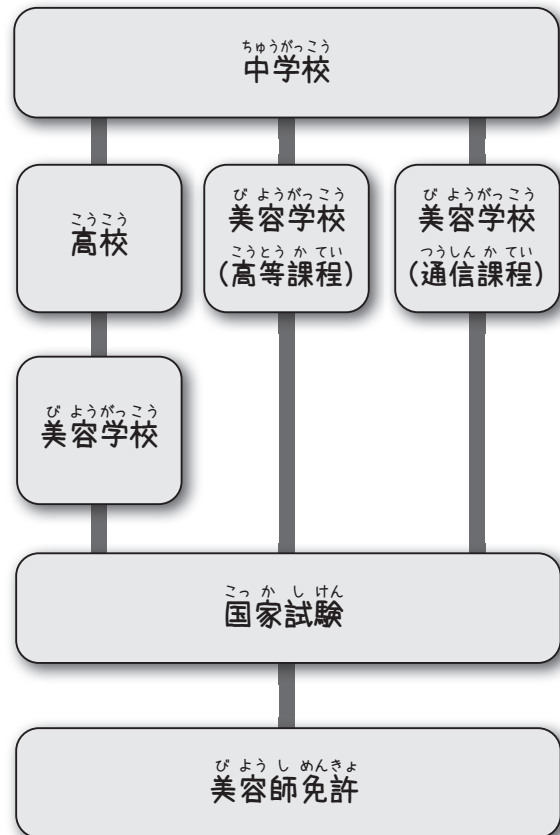 ちゅうがっこう
中学校
こうこう
高校
び ようがっこう
美容学校
こうとう か てい
(高等課程)
び ようがっこう
美容学校
つうしん か てい
(通信課程)
び ようがっこう
美容学校
こっ か し けん
国家試験
び よう し めんきょ
美容師免許